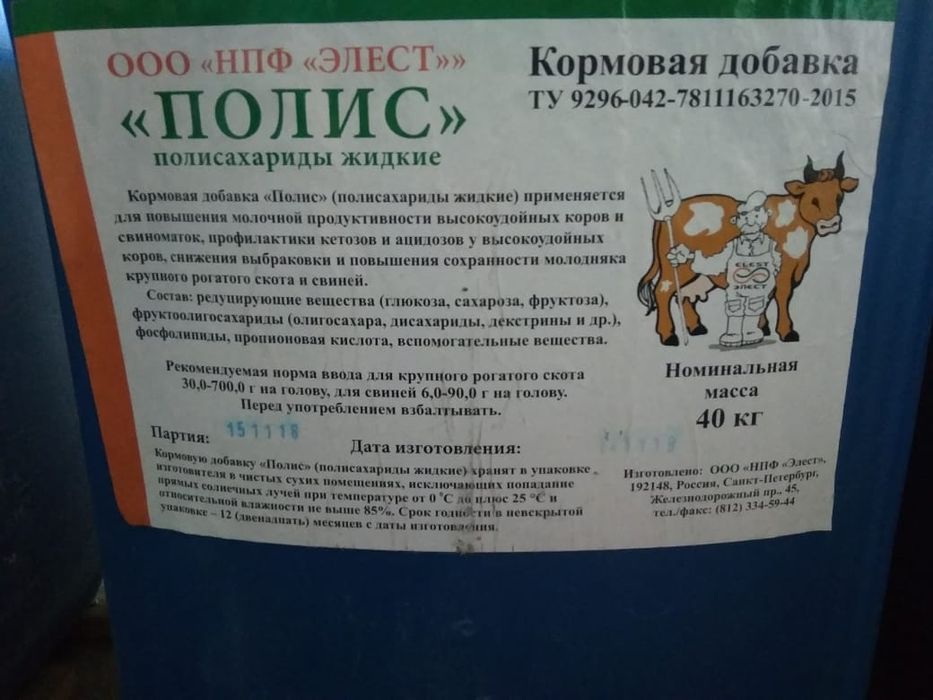 ООО «НПФ «ЭЛЕСТ»»
«ПОЛИС»
полисахариды жидкие
Кормовая добавка
ТУ 9296-042-7811163270-2015
Кормовая добавка «Полис» (полисахариды жидкие) применяется
для повышения молочной продуктивности высокоудойных коров и
свиноматок, профилактики кетозов и ацидозов у высокоудойных
коров, снижения выбраковки и повышения сохранности молодняка
крупного рогатого скота и свиней.
Состав: редуцирующие вещества (глюкоза, сахароза, фруктоза),
фруктоолигосахариды (олигосахара, дисахариды, декстрины и др.),
фосфолипиды, пропионовая кислота, вспомогательные вещества.
Рекомендуемая норма ввода для крупного рогатого скота
30,0-700,0 г на голову, для свиней 6,0-90,0 г на голову.
Перед употреблением взбалтывать.
ELEST
ЭЛЕСТ
Номинальная
масса
40 кг
Партия: 151118
Дата изготовления:
Кормовую добавку «Полис» (полисахариды жидкие) хранят в упаковке
изготовителя в чистых сухих помещениях, исключающих попадание
прямых солнечных лучей при температуре от 0 °С до плюс 25 °С и
относительной влажности не выше 85%. Срок годности в невскрытой
упаковке – 12 (двенадцать) месяцев с даты изготовления.
Изготовлено: ООО «НПФ «Элест»,
192148, Россия, Санкт-Петербург,
Железнодорожный пр., 45,
тел./факс: (812) 334-59-44